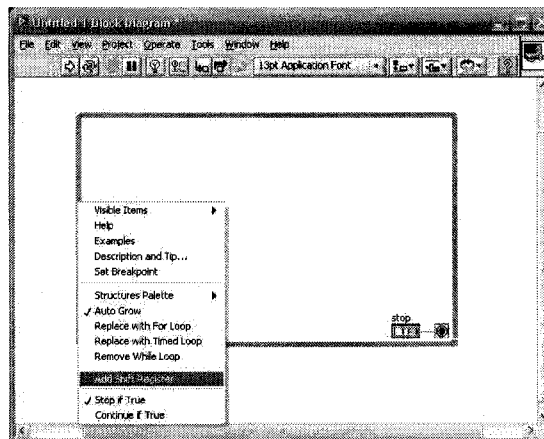 Untitled 1 Block Diagram *
File Edit View Project Operate Tools Window Help
13pt Application Font
Visible Items
Help
Examples
Description and Tip...
Set Breakpoint
Structures Palette
Auto Grow
Replace with For Loop
Replace with Timed Loop
Remove While Loop
stop
TF
Add Shift Register
Stop if True
Continue if True